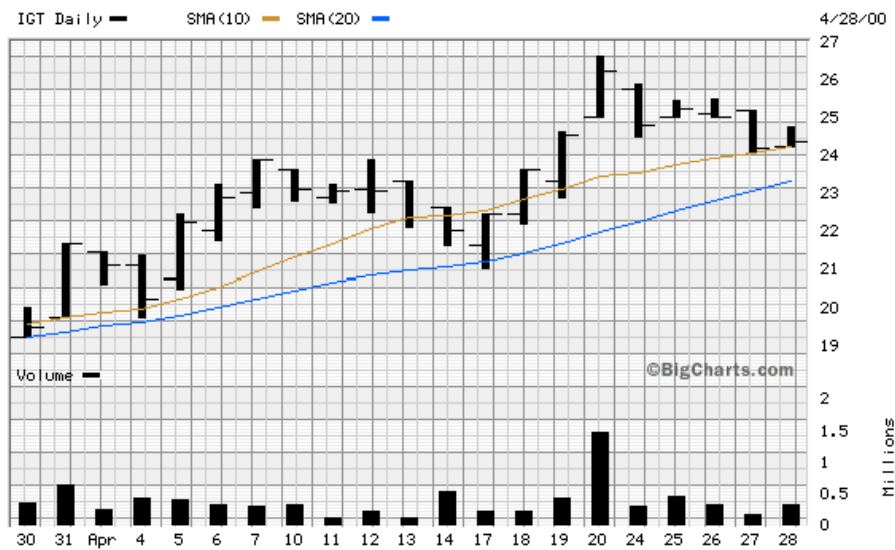 IGT Daily SMA(10) SMA(20) 4/28/00
27
26
25
24
23
22
21
20
19
Volume
©BigCharts.com
2
1.5
1
0.5
0
Millions
30 31 Apr 4 5 6 7 10 11 12 13 14 17 18 19 20 24 25 26 27 28